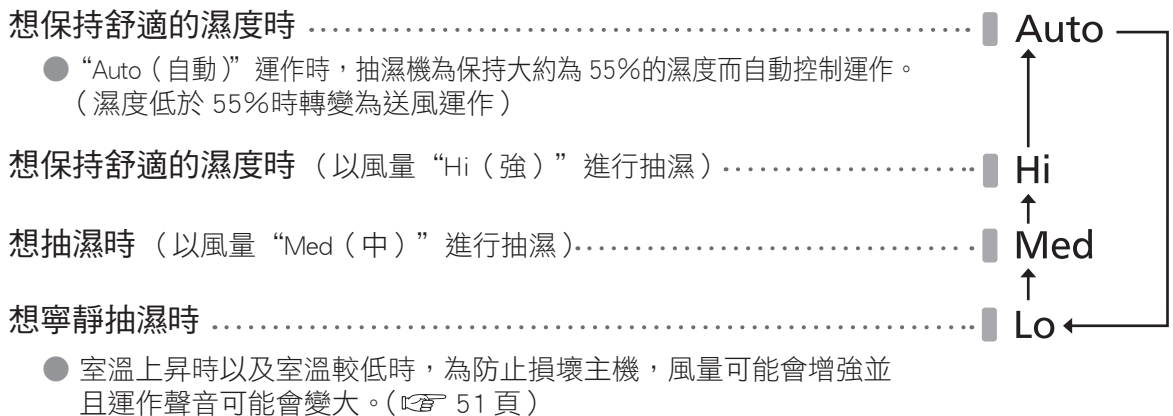 想保持舒適的濕度時 Auto
●“Auto（自動）”運作時，抽濕機為保持大約為 55%的濕度而自動控制運作。
（濕度低於 55%時轉變為送風運作）
想保持舒適的濕度時（以風量“Hi（強）”進行抽濕） Hi
想抽濕時（以風量“Med（中）”進行抽濕） Med
想寧靜抽濕時 Lo
●室溫上昇時以及室溫較低時，為防止損壞主機，風量可能會增強並
且運作聲音可能會變大。（☞ 51 頁）